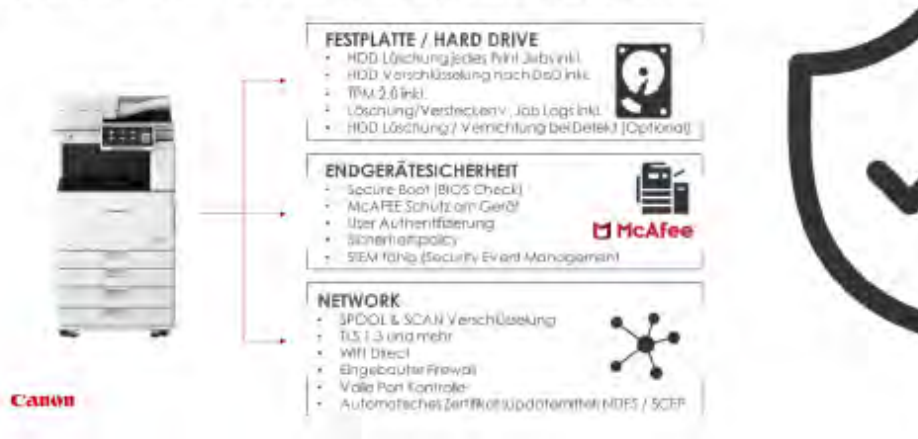 FESTPLATTE / HARD DRIVE
• HDD Löschung jedes Print Jobs inkl.
• HDD Verschlüsselung nach DoD inkl.
• TPM 2.0 inkl.
• Löschung/Verstecken v. Job Logs inkl.
• HDD Löschung / Vernichtung bei Defekt (Optional)
ENDGERÄTESICHERHEIT
• Secure Boot (BIOS Check)
• McAFEE Schutz am Gerät
• User Authentifizierung
• Sicherheitspolicy
• SIEM fähig (Security Event Management
McAfee
NETWORK
• SPOOL & SCAN Verschlüsselung
• TLS 1.3 und mehr
• Wifi Direct
• Eingebauter Firewall
• Volle Port Kontrolle
• Automatisches Zertifikatsupdate mittels NDES / SCEP
Canon